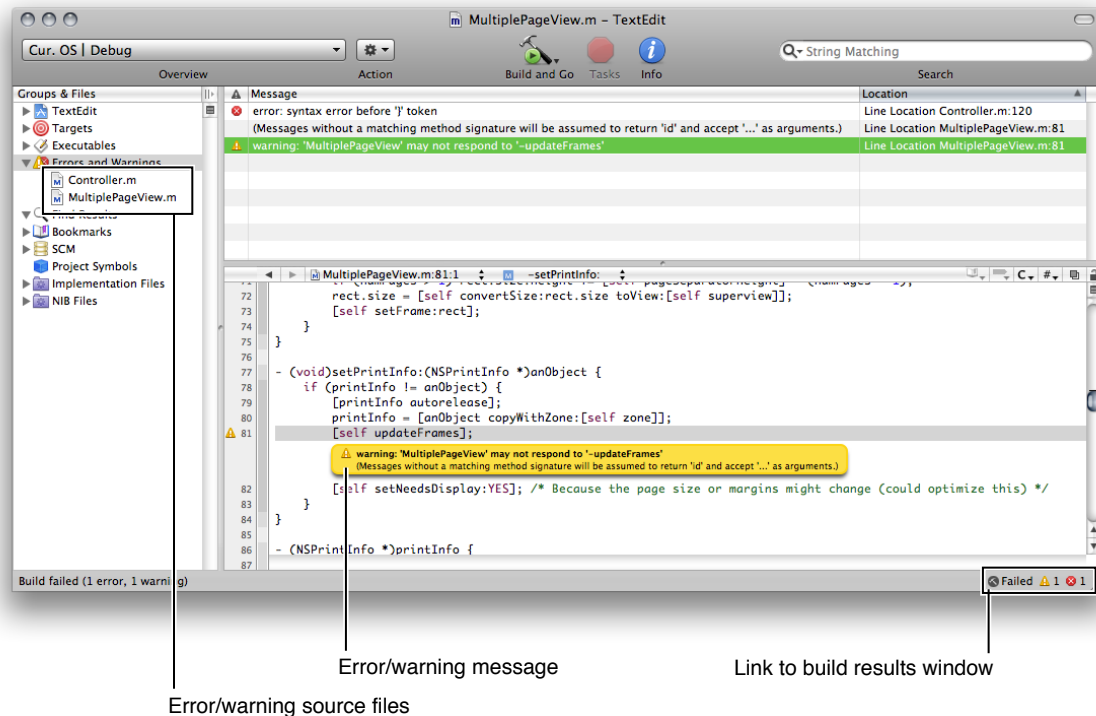 MultiplePageView.m – TextEdit
Cur. OS | Debug
String Matching
Overview
Action
Build and Go
Tasks
Info
Search
Groups & Files
TextEdit
Targets
Executables
Errors and Warnings
Controller.m
MultiplePageView.m
Find Results
Bookmarks
SCM
Project Symbols
Implementation Files
NIB Files
Message
Location
error: syntax error before '}' token
Line Location Controller.m:120
(Messages without a matching method signature will be assumed to return 'id' and accept '...' as arguments.)
Line Location MultiplePageView.m:81
warning: 'MultiplePageView' may not respond to '-updateFrames'
Line Location MultiplePageView.m:81
MultiplePageView.m:81:1
-setPrintInfo:
C
#
72 rect.size = [self convertSize:rect.size toView:[self superview]];
73 [self setFrame:rect];
74 }
75 }
76
77 - (void)setPrintInfo:(NSPrintInfo *)anObject {
78 if (printInfo != anObject) {
79 [printInfo autorelease];
80 printInfo = [anObject copyWithZone:[self zone]];
81 [self updateFrames];
warning: 'MultiplePageView' may not respond to '-updateFrames'
(Messages without a matching method signature will be assumed to return 'id' and accept '...' as arguments.)
82 [self setNeedsDisplay:YES]; /* Because the page size or margins might change (could optimize this) */
83 }
84 }
85
86 - (NSPrintInfo *)printInfo {
87
Build failed (1 error, 1 warning)
Failed 1 1
Error/warning message
Link to build results window
Error/warning source files